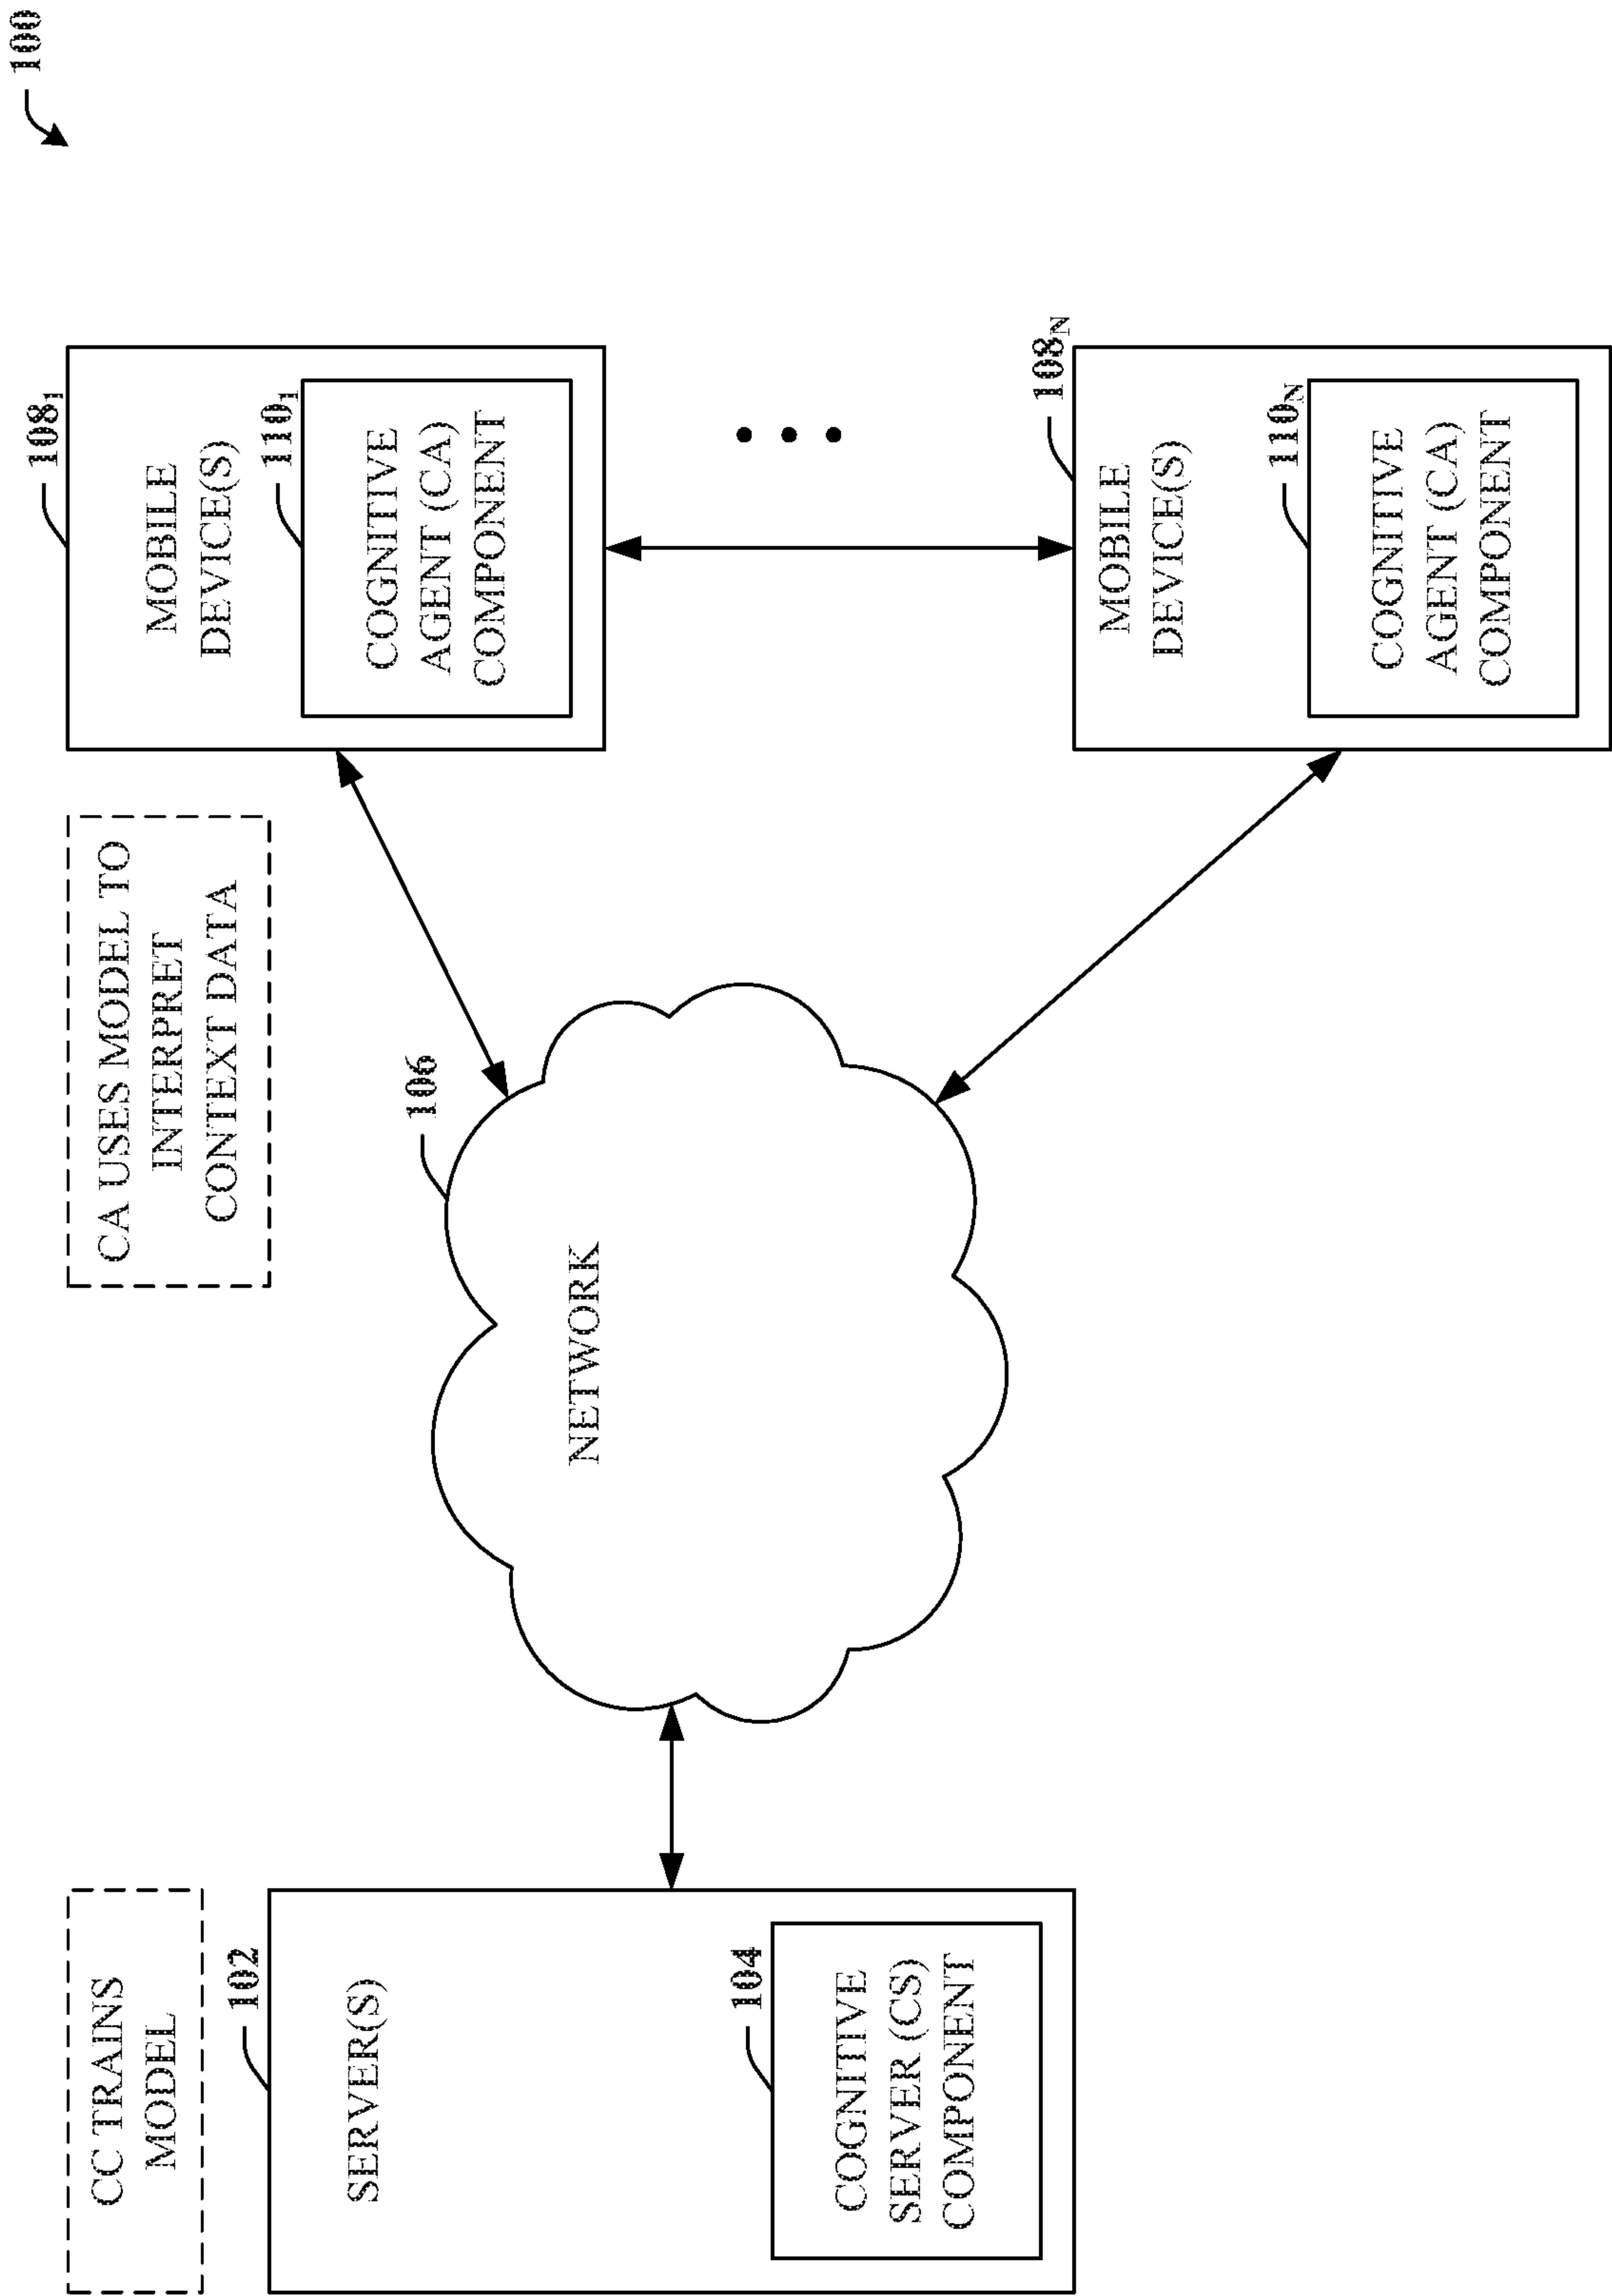 100
CC TRAINS
MODEL
102
SERVER(S)
104
COGNITIVE
SERVER (CS)
COMPONENT
CA USES MODEL TO
INTERPRET
CONTEXT DATA
106
NETWORK
108₁
MOBILE
DEVICE(S)
110₁
COGNITIVE
AGENT (CA)
COMPONENT
108N
MOBILE
DEVICE(S)
110N
COGNITIVE
AGENT (CA)
COMPONENT